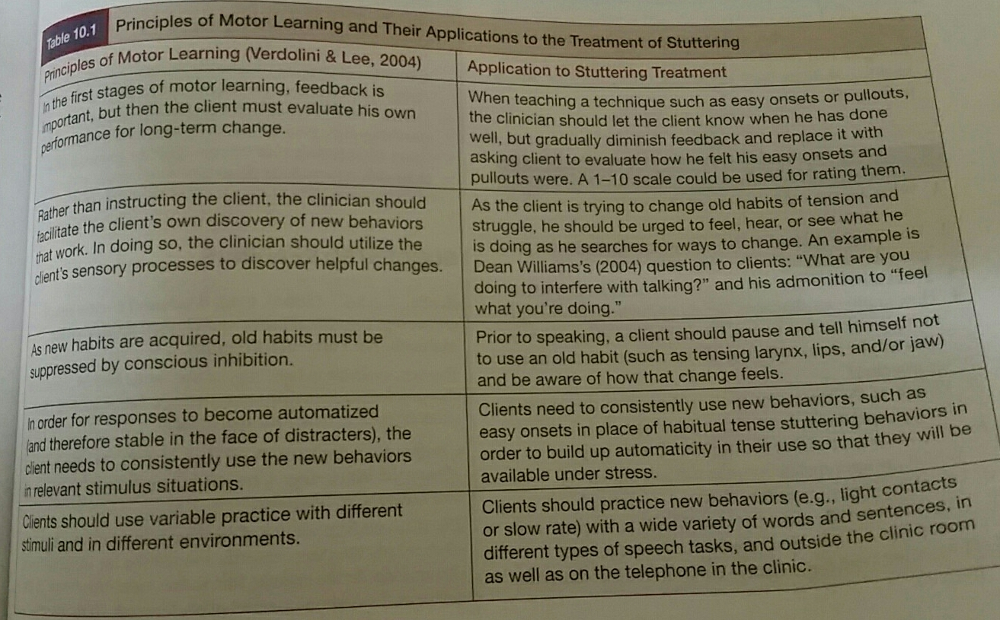 Table 10.1
Principles of Motor Learning and Their Applications to the Treatment of Stuttering
Principles of Motor Learning (Verdolini & Lee, 2004)
Application to Stuttering Treatment
In the first stages of motor learning, feedback is
important, but then the client must evaluate his own
performance for long-term change.
When teaching a technique such as easy onsets or pullouts,
the clinician should let the client know when he has done
well, but gradually diminish feedback and replace it with
asking client to evaluate how he felt his easy onsets and
pullouts were. A 1–10 scale could be used for rating them.
Rather than instructing the client, the clinician should
facilitate the client's own discovery of new behaviors
that work. In doing so, the clinician should utilize the
client's sensory processes to discover helpful changes.
As the client is trying to change old habits of tension and
struggle, he should be urged to feel, hear, or see what he
is doing as he searches for ways to change. An example is
Dean Williams's (2004) question to clients: “What are you
doing to interfere with talking?” and his admonition to “feel
what you're doing.”
As new habits are acquired, old habits must be
suppressed by conscious inhibition.
Prior to speaking, a client should pause and tell himself not
to use an old habit (such as tensing larynx, lips, and/or jaw)
and be aware of how that change feels.
In order for responses to become automatized
(and therefore stable in the face of distracters), the
client needs to consistently use the new behaviors
in relevant stimulus situations.
Clients need to consistently use new behaviors, such as
easy onsets in place of habitual tense stuttering behaviors in
order to build up automaticity in their use so that they will be
available under stress.
Clients should use variable practice with different
stimuli and in different environments.
Clients should practice new behaviors (e.g., light contacts
or slow rate) with a wide variety of words and sentences, in
different types of speech tasks, and outside the clinic room
as well as on the telephone in the clinic.